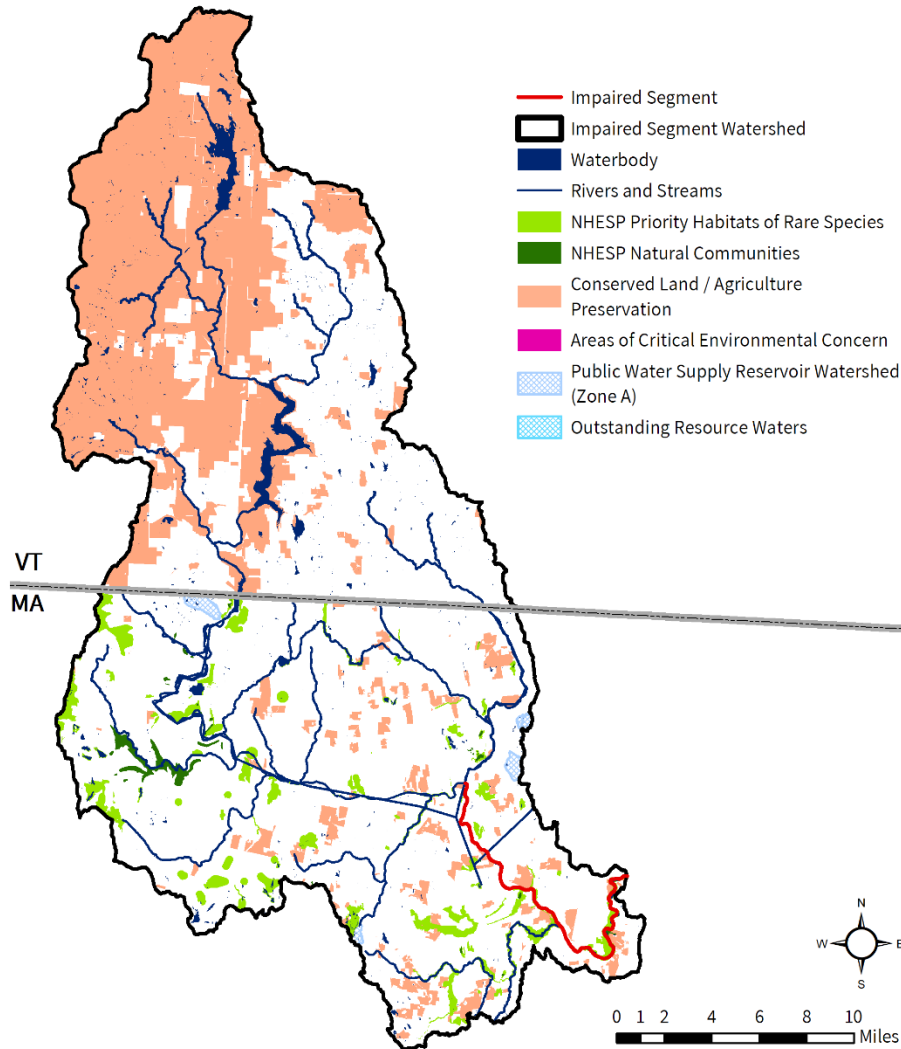 Impaired Segment
Impaired Segment Watershed
Waterbody
Rivers and Streams
NHESP Priority Habitats of Rare Species
NHESP Natural Communities
Conserved Land / Agriculture
Preservation
Areas of Critical Environmental Concern
Public Water Supply Reservoir Watershed
(Zone A)
Outstanding Resource Waters
VT
MA
N
W E
S
0 1 2 4 6 8 10
Miles